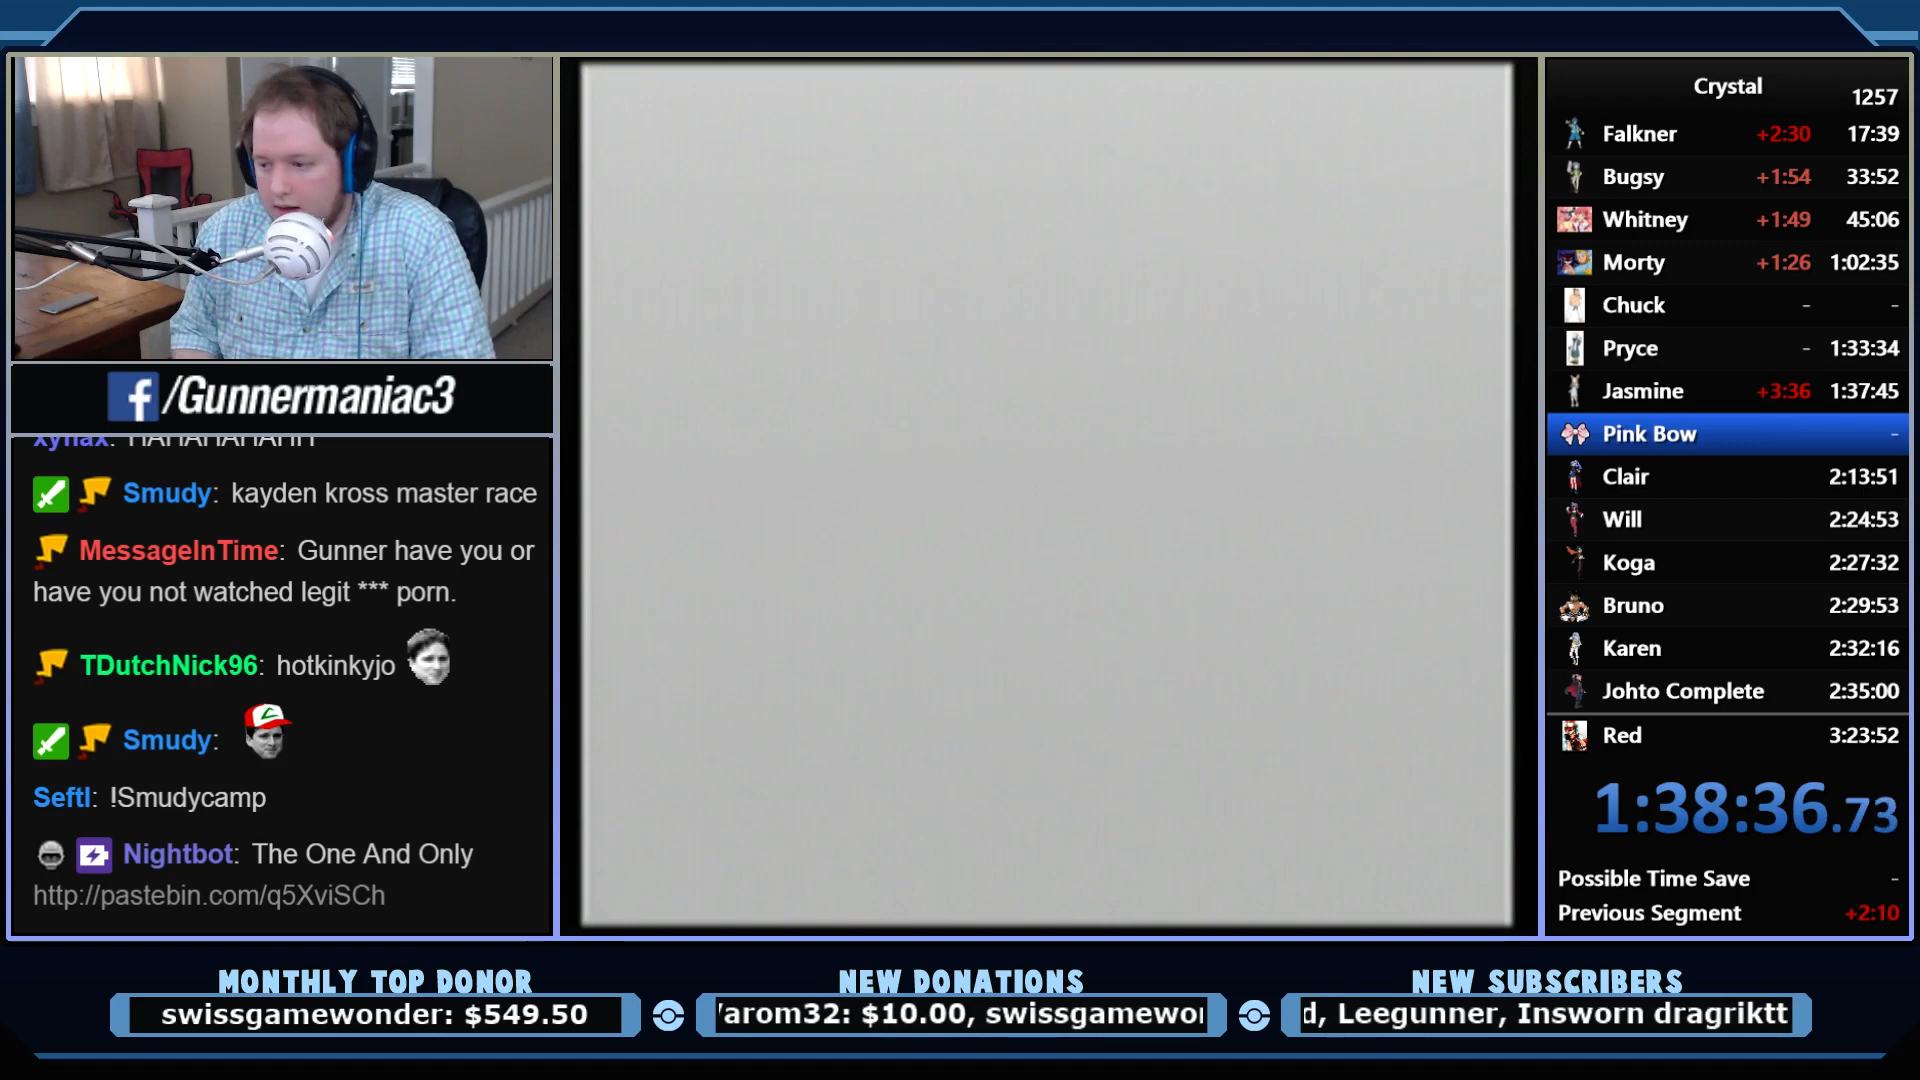 /Gunnermaniac3
xynax: HAHAHAHAHH
Smudy: kayden kross master race
MessageInTime: Gunner have you or
have you not watched legit *** porn.
TDutchNick96: hotkinkyjo
Smudy:
Seftl: !Smudycamp
Nightbot: The One And Only
http://pastebin.com/q5XviSCh
Crystal
1257
Falkner +2:30 17:39
Bugsy +1:54 33:52
Whitney +1:49 45:06
Morty +1:26 1:02:35
Chuck - -
Pryce - 1:33:34
Jasmine +3:36 1:37:45
Pink Bow -
Clair 2:13:51
Will 2:24:53
Koga 2:27:32
Bruno 2:29:53
Karen 2:32:16
Johto Complete 2:35:00
Red 3:23:52
1:38:36.73
Possible Time Save -
Previous Segment +2:10
MONTHLY TOP DONOR
swissgamewonder: $549.50
NEW DONATIONS
arom32: $10.00, swissgamewo
NEW SUBSCRIBERS
d, Leegunner, Insworn dragriktt